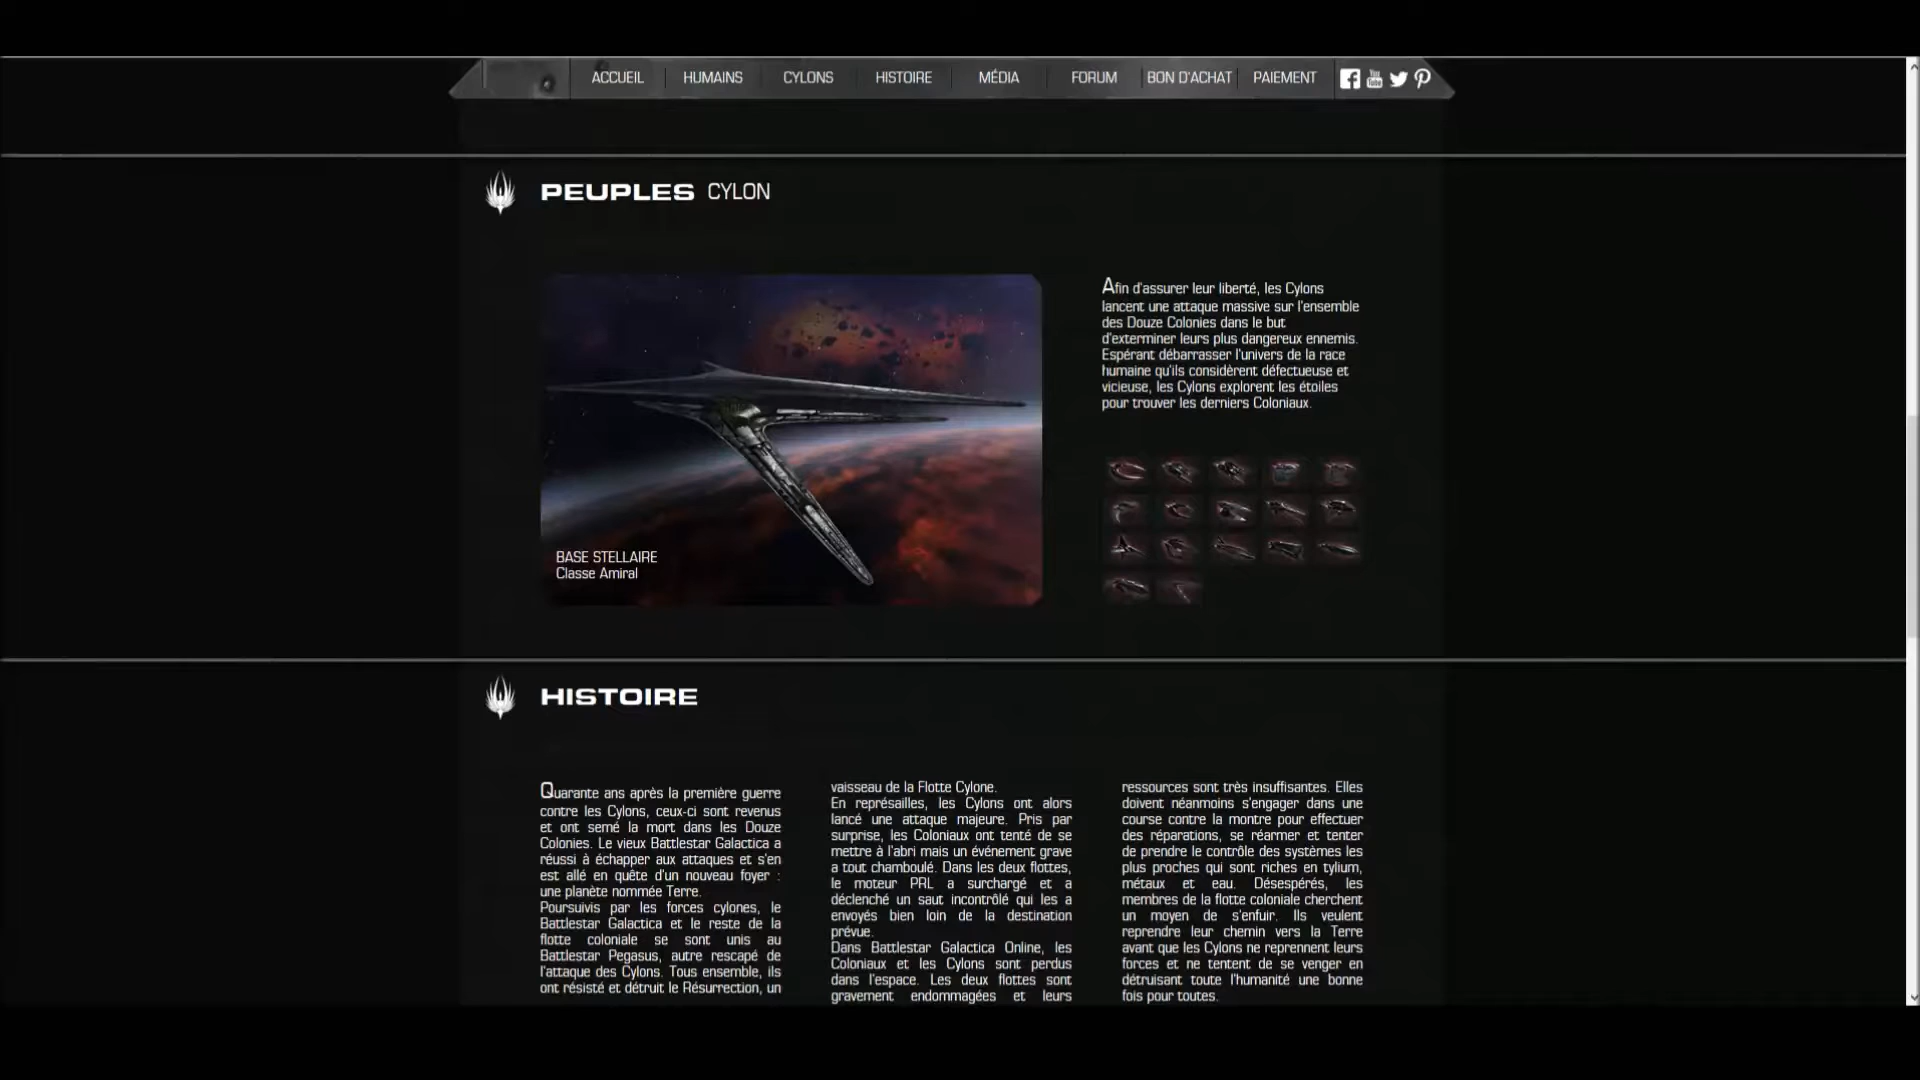 ACCUEIL HUMAINS CYLONS HISTOIRE MÉDIA FORUM BON D'ACHAT PAIEMENT
PEUPLES CYLON
BASE STELLAIRE
Classe Amiral
Afin d'assurer leur liberté, les Cylons
lancent une attaque massive sur l'ensemble
des Douze Colonies dans le but
d'exterminer leurs plus dangereux ennemis.
Espérant débarrasser l'univers de la race
humaine qu'ils considèrent défectueuse et
vicieuse, les Cylons explorent les étoiles
pour trouver les derniers Coloniaux.
HISTOIRE
Quarante ans après la première guerre
contre les Cylons, ceux-ci sont revenus
et ont semé la mort dans les Douze
Colonies. Le vieux Battlestar Galactica a
réussi à échapper aux attaques et s'en
est allé en quête d'un nouveau foyer :
une planète nommée Terre.
Poursuivis par les forces cylones, le
Battlestar Galactica et le reste de la
flotte coloniale se sont unis au
Battlestar Pegasus, autre rescapé de
l'attaque des Cylons. Tous ensemble, ils
ont résisté et détruit le Résurrection, un
vaisseau de la Flotte Cylone.
En représailles, les Cylons ont alors
lancé une attaque majeure. Pris par
surprise, les Coloniaux ont tenté de se
mettre à l'abri mais un événement grave
a tout chamboulé. Dans les deux flottes,
le moteur PRL a surchargé et a
déclenché un saut incontrôlé qui les a
envoyés bien loin de la destination
prévue.
Dans Battlestar Galactica Online, les
Coloniaux et les Cylons sont perdus
dans l'espace. Les deux flottes sont
gravement endommagées et leurs
ressources sont très insuffisantes. Elles
doivent néanmoins s'engager dans une
course contre la montre pour effectuer
des réparations, se réarmer et tenter
de prendre le contrôle des systèmes les
plus proches qui sont riches en tylium,
métaux et eau. Désespérés, les
membres de la flotte coloniale cherchent
un moyen de s'enfuir. Ils veulent
reprendre leur chemin vers la Terre
avant que les Cylons ne reprennent leurs
forces et ne tentent de se venger en
détruisant toute l'humanité une bonne
fois pour toutes.